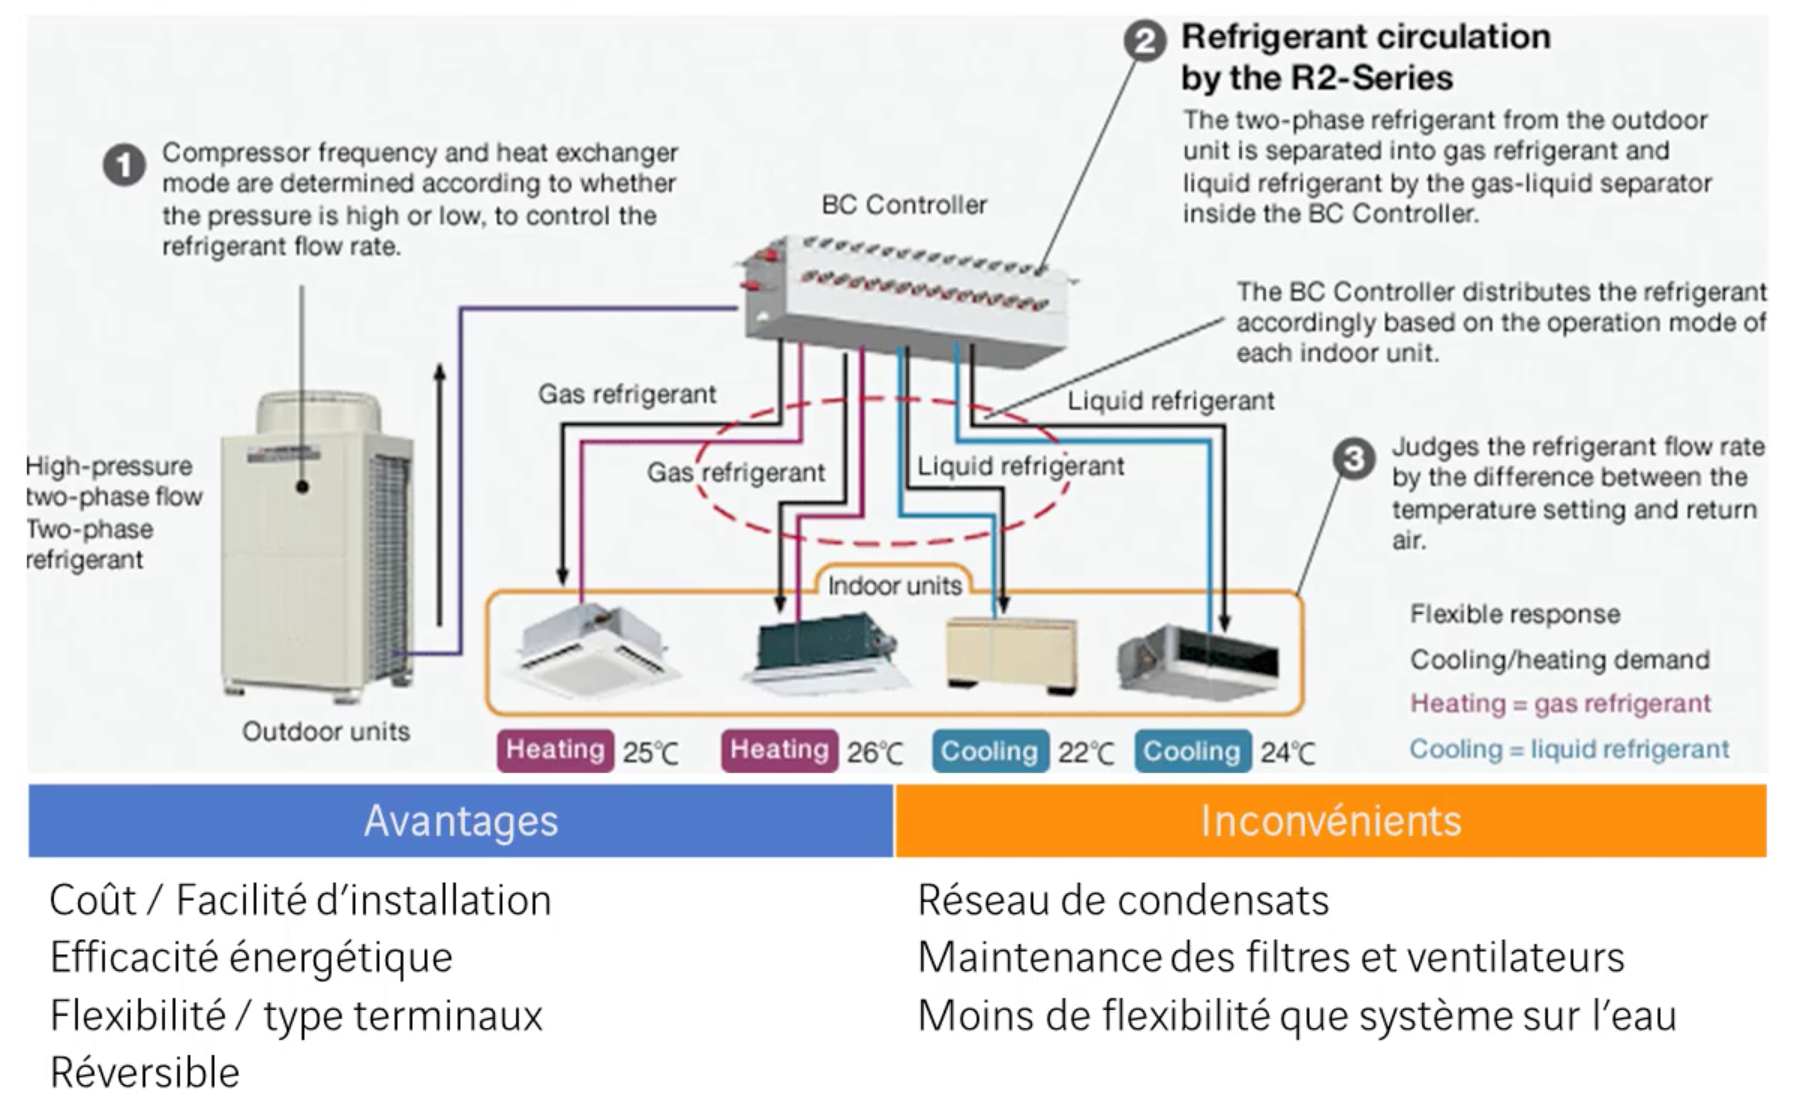 2 Refrigerant circulation
by the R2-Series
The two-phase refrigerant from the outdoor
unit is separated into gas refrigerant and
liquid refrigerant by the gas-liquid separator
inside the BC Controller.
1 Compressor frequency and heat exchanger
mode are determined according to whether
the pressure is high or low, to control the
refrigerant flow rate.
BC Controller
The BC Controller distributes the refrigerant
accordingly based on the operation mode of
each indoor unit.
Gas refrigerant
Liquid refrigerant
Gas refrigerant
Liquid refrigerant
High-pressure
two-phase flow
Two-phase
refrigerant
3 Judges the refrigerant flow rate
by the difference between the
temperature setting and return
air.
Indoor units
Outdoor units
Heating 25℃
Heating 26℃
Cooling 22℃
Cooling 24℃
Flexible response
Cooling/heating demand
Heating = gas refrigerant
Cooling = liquid refrigerant
Avantages
Coût / Facilité d’installation
Efficacité énergétique
Flexibilité / type terminaux
Réversible
Inconvénients
Réseau de condensats
Maintenance des filtres et ventilateurs
Moins de flexibilité que système sur l’eau